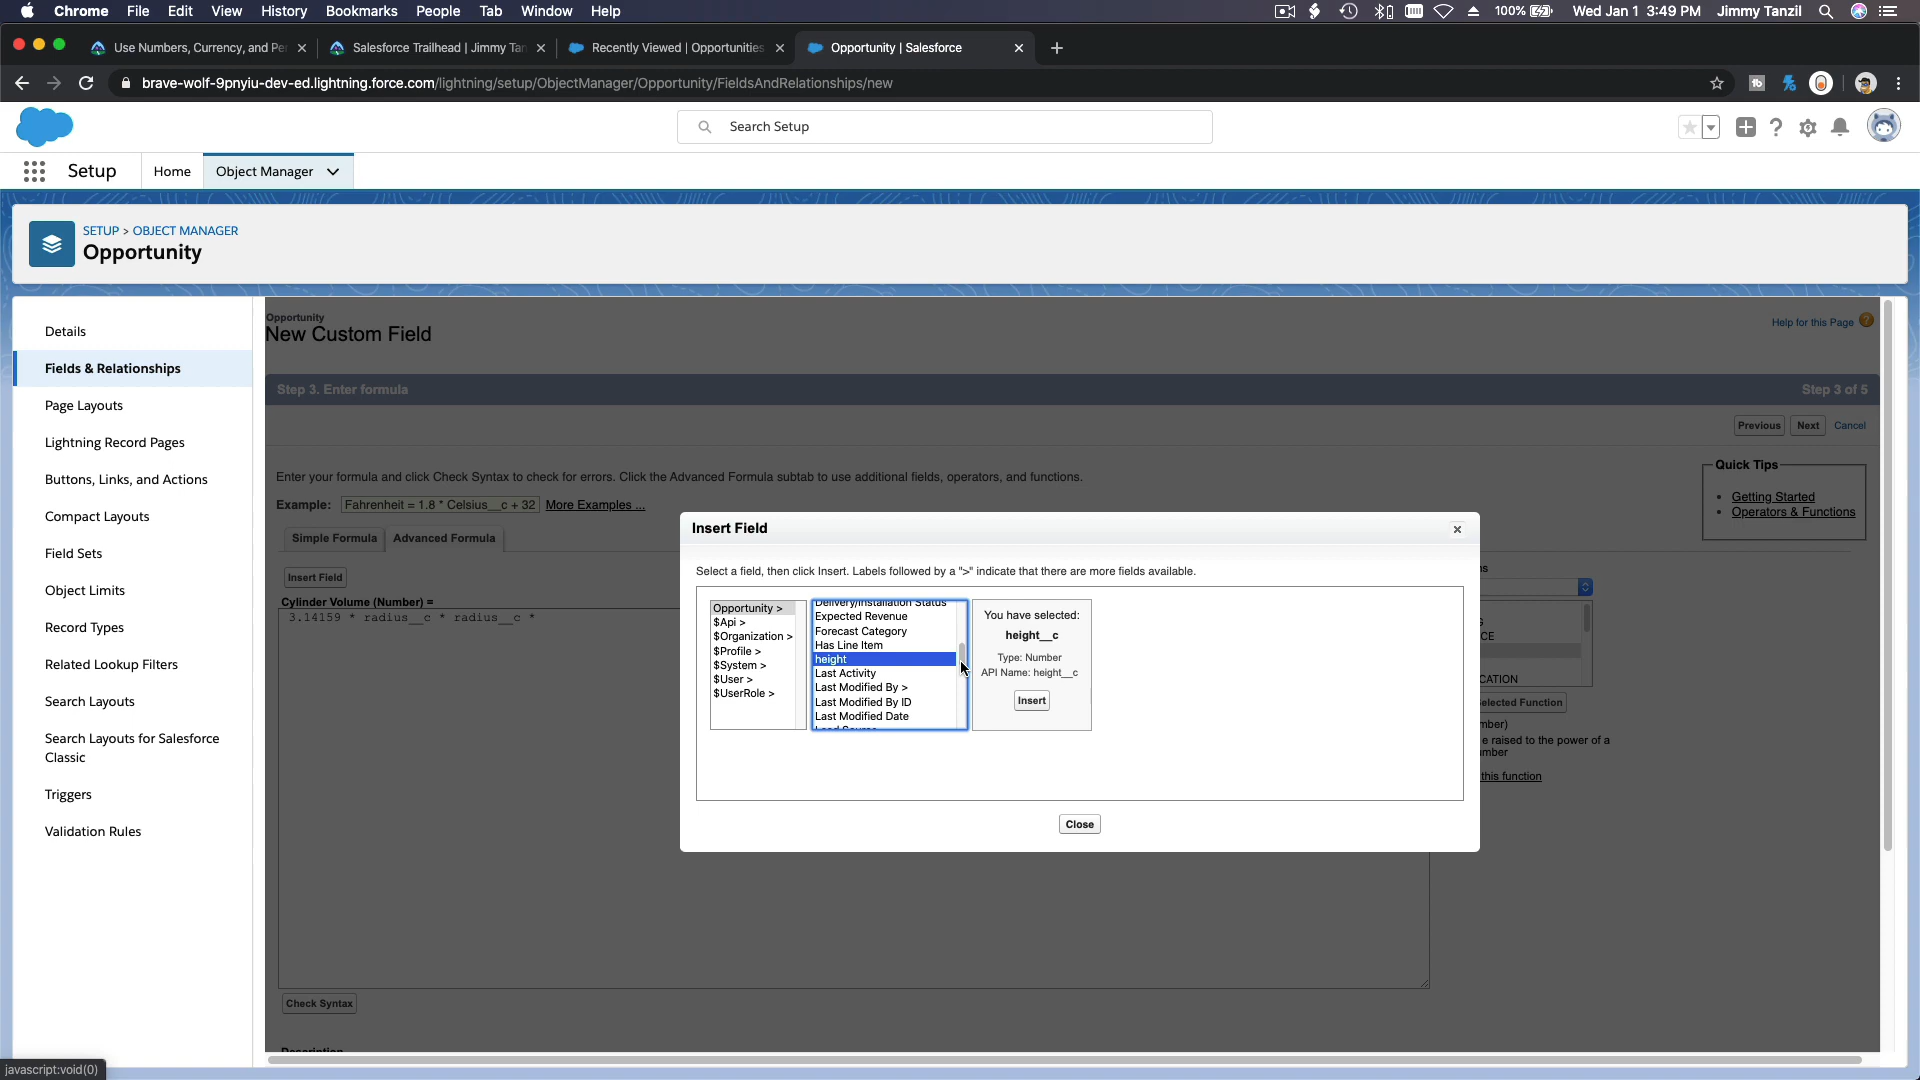 Chrome File Edit View History Bookmarks People Tab Window Help
100% Wed Jan 1 3:49 PM Jimmy Tanzil
Use Numbers, Currency, and Per
Salesforce Trailhead | Jimmy Tan
Recently Viewed | Opportunities
Opportunity | Salesforce
brave-wolf-9pnyiu-dev-ed.lightning.force.com/lightning/setup/ObjectManager/Opportunity/FieldsAndRelationships/new
Search Setup
Setup
Home
Object Manager
SETUP > OBJECT MANAGER
Opportunity
Details
Fields & Relationships
Page Layouts
Lightning Record Pages
Buttons, Links, and Actions
Compact Layouts
Field Sets
Object Limits
Record Types
Related Lookup Filters
Search Layouts
Search Layouts for Salesforce
Classic
Triggers
Validation Rules
Opportunity
New Custom Field
Help for this Page
Step 3. Enter formula
Step 3 of 5
Previous
Next
Cancel
Enter your formula and click Check Syntax to check for errors. Click the Advanced Formula subtab to use additional fields, operators, and functions.
Example: Fahrenheit = 1.8 * Celsius__c + 32 More Examples ...
Quick Tips
• Getting Started
• Operators & Functions
Simple Formula
Advanced Formula
Insert Field
Cylinder Volume (Number) =
3.14159 * radius__c * radius__c *
Insert Field
Select a field, then click Insert. Labels followed by a ">" indicate that there are more fields available.
Opportunity >
$Api >
$Organization >
$Profile >
$System >
$User >
$UserRole >
Delivery/Installation Status
Expected Revenue
Forecast Category
Has Line Item
height
Last Activity
Last Modified By >
Last Modified By ID
Last Modified Date
Lead Source
You have selected:
height__c
Type: Number
API Name: height__c
Insert
Close
ns
G
CE
CATION
elected Function
mber)
e raised to the power of a
mber
this function
Check Syntax
Description
javascript:void(0)